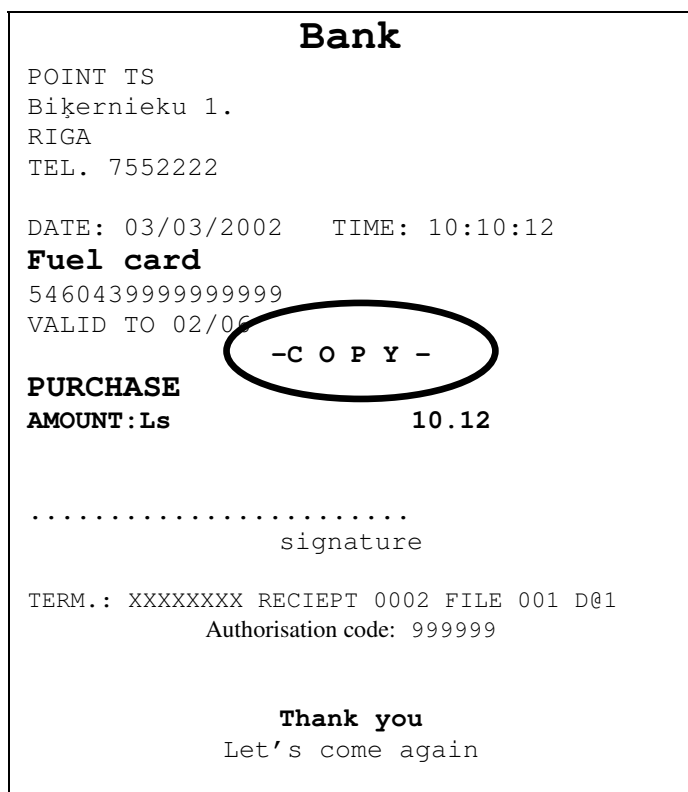 Bank
POINT TS
Biķernieku 1.
RIGA
TEL. 7552222
DATE: 03/03/2002 TIME: 10:10:12
Fuel card
5460439999999999
VALID TO 02/06
–C O P Y –
PURCHASE
AMOUNT:Ls 10.12
........................
signature
TERM.: XXXXXXXX RECIEPT 0002 FILE 001 D@1
Authorisation code: 999999
Thank you
Let’s come again